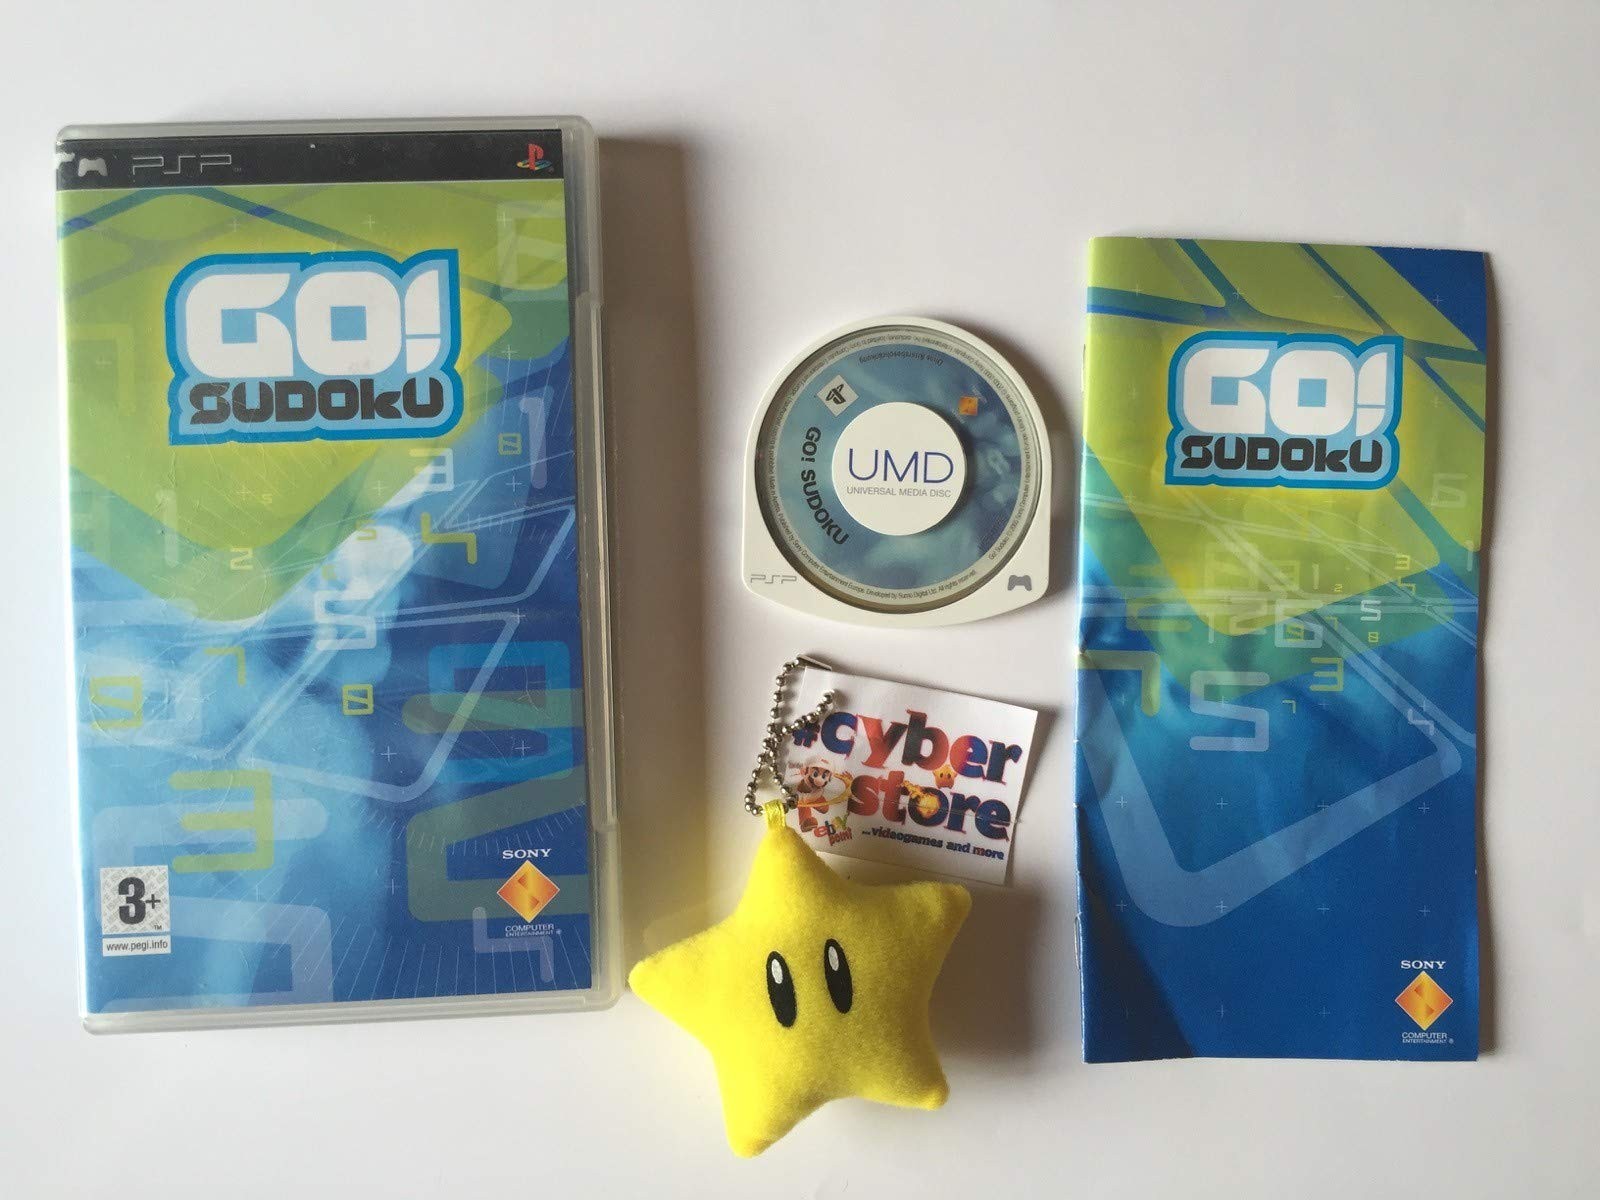 PSP
GO!
SUDOKU
3+
www.pegi.info
SONY
COMPUTER
ENTERTAINMENT
UMD
UNIVERSAL MEDIA DISC
GO! SUDOKU
PSP
#cyber
store
...videogames and more
GO!
SUDOKU
SONY
COMPUTER
ENTERTAINMENT